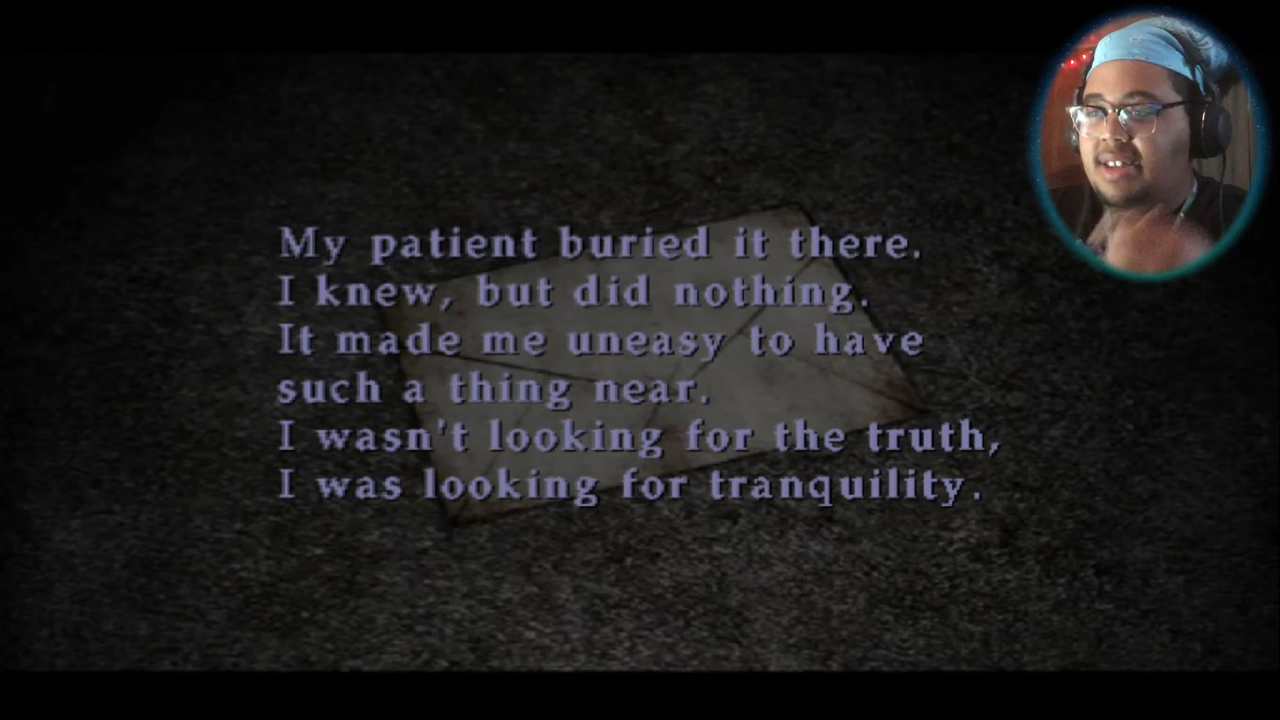 My patient buried it there.
I knew, but did nothing.
It made me uneasy to have
such a thing near.
I wasn't looking for the truth,
I was looking for tranquility.